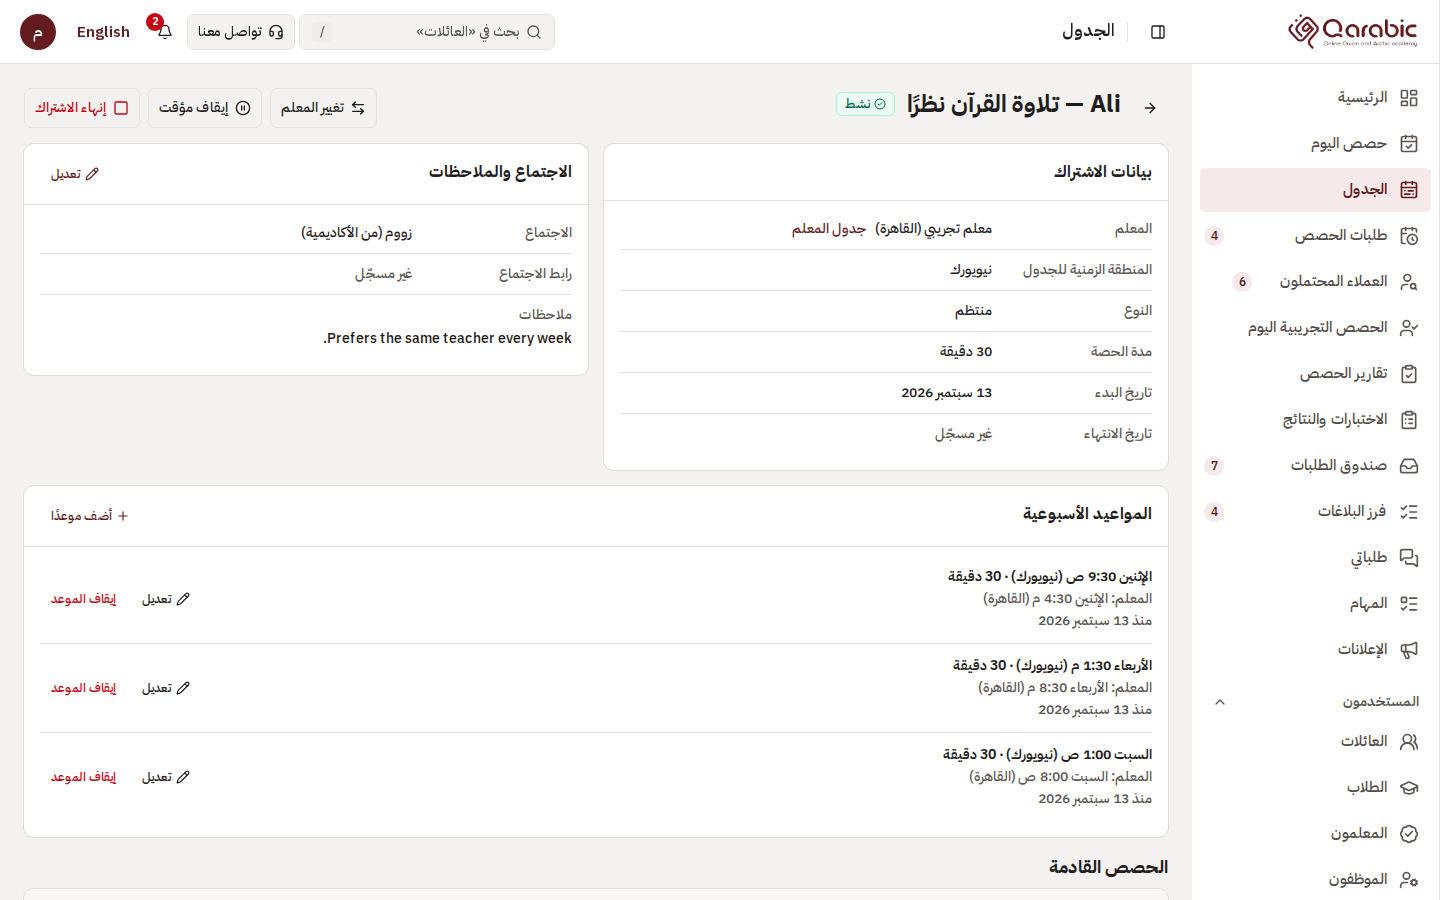 Qarabic
Online Quran and Arabic academy
الجدول
بحث في «العائلات»
/
تواصل معنا
2
English
م
الرئيسية
حصص اليوم
الجدول
طلبات الحصص
4
العملاء المحتملون
6
الحصص التجريبية اليوم
تقارير الحصص
الاختبارات والنتائج
صندوق الطلبات
7
فرز البلاغات
4
طلباتي
المهام
الإعلانات
المستخدمون
العائلات
الطلاب
المعلمون
الموظفون
Ali — تلاوة القرآن نظرًا
نشط
تغيير المعلم
إيقاف مؤقت
إنهاء الاشتراك
بيانات الاشتراك
المعلم معلم تجريبي (القاهرة) جدول المعلم
المنطقة الزمنية للجدول نيويورك
النوع منتظم
مدة الحصة 30 دقيقة
تاريخ البدء 13 سبتمبر 2026
تاريخ الانتهاء غير مسجّل
الاجتماع والملاحظات
تعديل
الاجتماع زووم (من الأكاديمية)
رابط الاجتماع غير مسجّل
ملاحظات
Prefers the same teacher every week.
المواعيد الأسبوعية
أضف موعدًا
الإثنين 9:30 ص (نيويورك) · 30 دقيقة
المعلم: الإثنين 4:30 م (القاهرة)
منذ 13 سبتمبر 2026
تعديل
إيقاف الموعد
الأربعاء 1:30 م (نيويورك) · 30 دقيقة
المعلم: الأربعاء 8:30 م (القاهرة)
منذ 13 سبتمبر 2026
تعديل
إيقاف الموعد
السبت 1:00 ص (نيويورك) · 30 دقيقة
المعلم: السبت 8:00 ص (القاهرة)
منذ 13 سبتمبر 2026
تعديل
إيقاف الموعد
الحصص القادمة